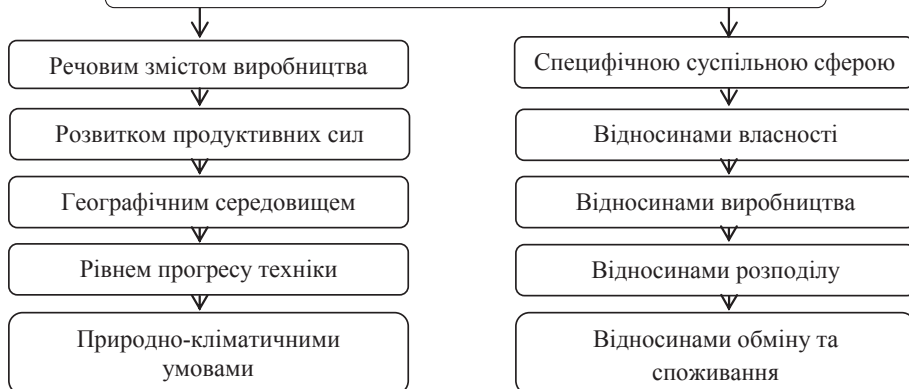 Речовим змістом виробництва
Розвитком продуктивних сил
Географічним середовищем
Рівнем прогресу техніки
Природно-кліматичними
умовами
Специфічною суспільною сферою
Відносинами власності
Відносинами виробництва
Відносинами розподілу
Відносинами обміну та
споживання